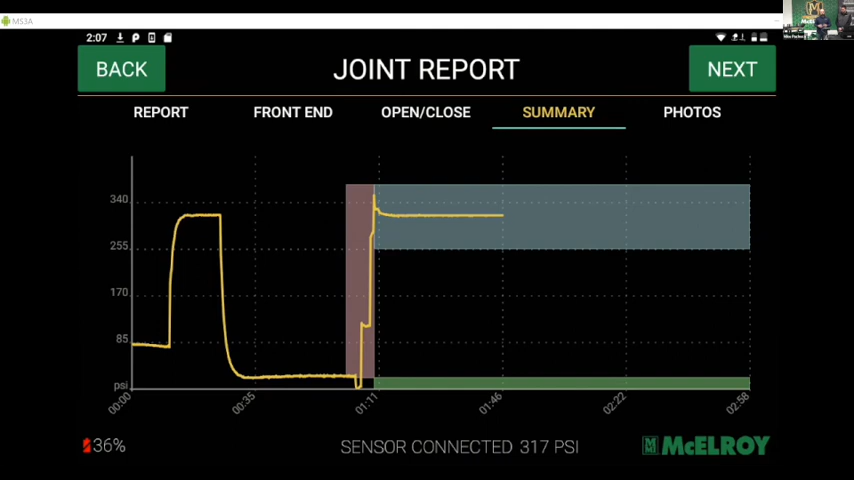 MS3A
2:07
BACK
JOINT REPORT
NEXT
REPORT FRONT END OPEN/CLOSE SUMMARY PHOTOS
340
255
170
85
psi
00:00 00:35 01:11 01:46 02:22 02:58
36%
SENSOR CONNECTED 317 PSI
McELROY